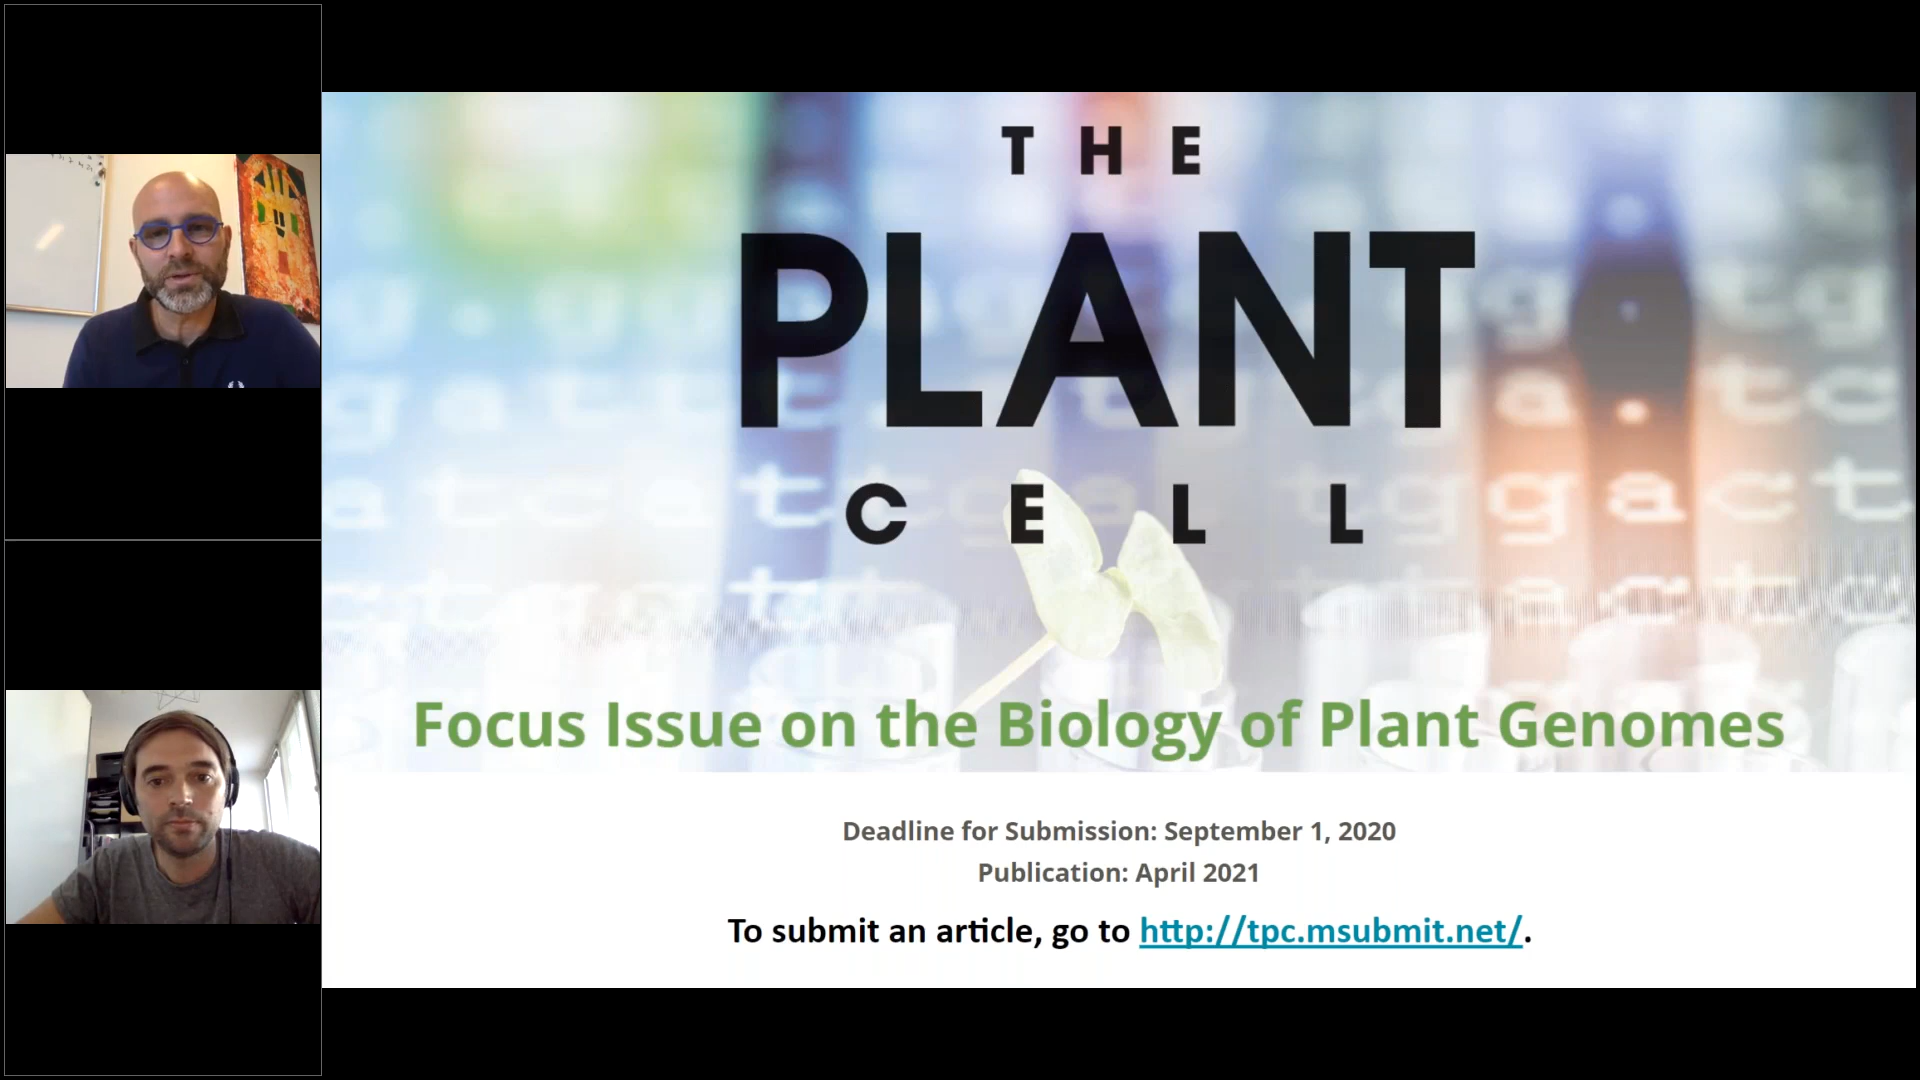 THE
PLANT
CELL
Focus Issue on the Biology of Plant Genomes
Deadline for Submission: September 1, 2020
Publication: April 2021
To submit an article, go to http://tpc.msubmit.net/.